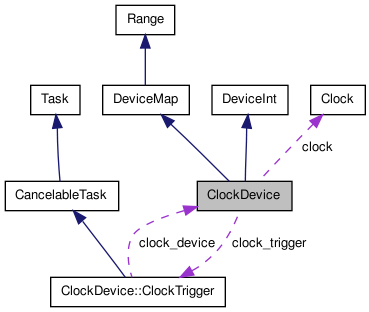 Range
Task
DeviceMap
DeviceInt
Clock
clock
CancelableTask
ClockDevice
clock_device
clock_trigger
ClockDevice::ClockTrigger